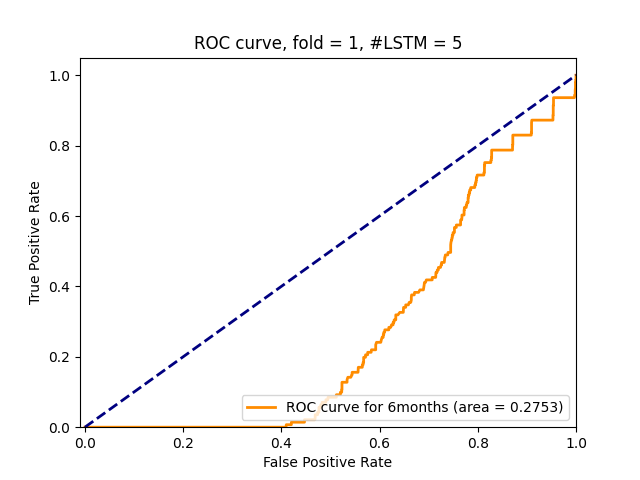 ROC curve, fold = 1, #LSTM = 5
True Positive Rate
1.0
0.8
0.6
0.4
0.2
0.0
ROC curve for 6months (area = 0.2753)
0.0 0.2 0.4 0.6 0.8 1.0
False Positive Rate